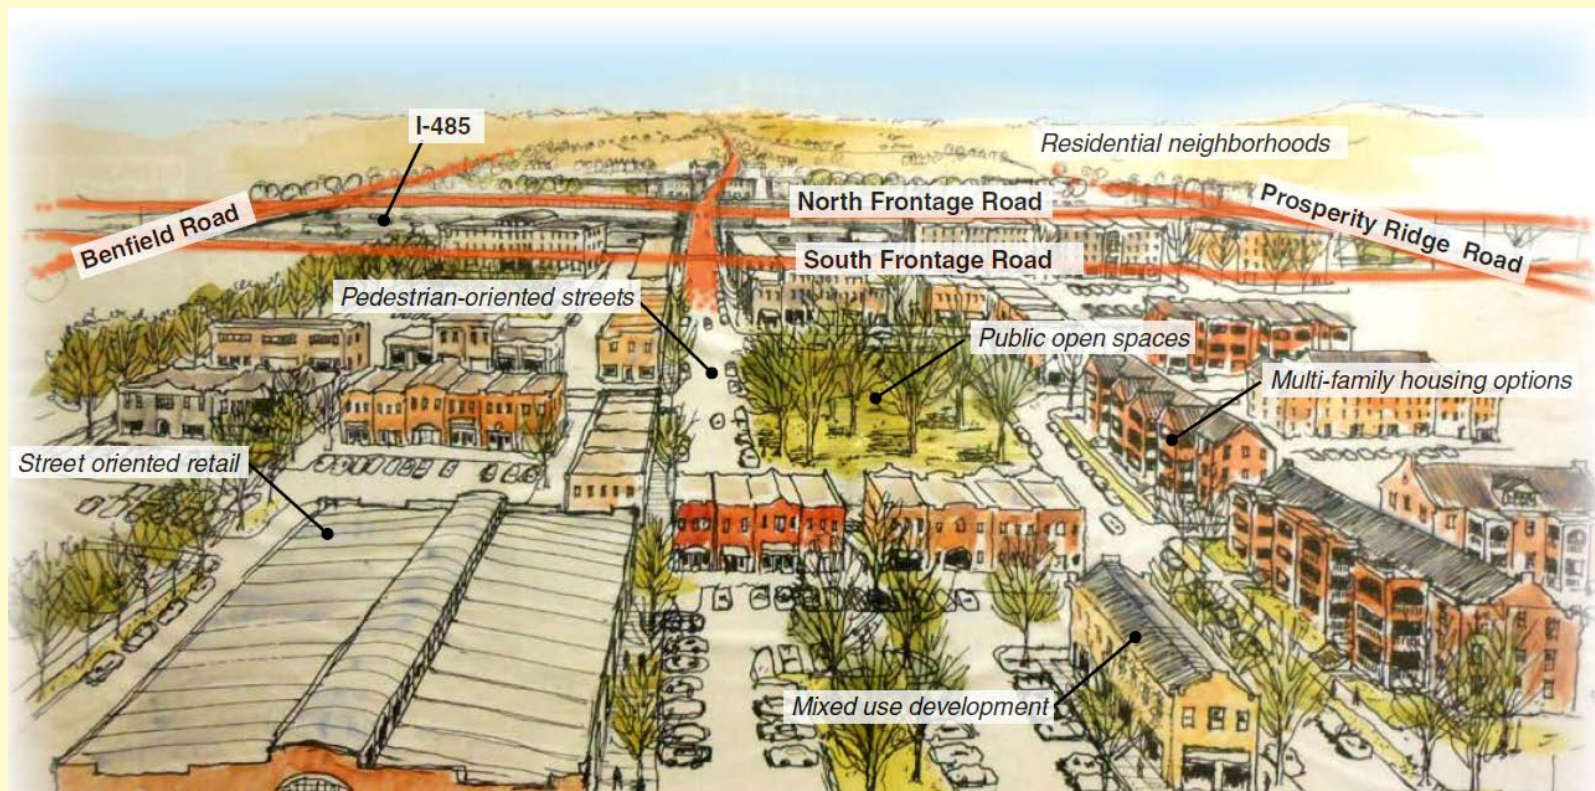 I-485
Residential neighborhoods
North Frontage Road
Prosperity Ridge Road
Benfield Road
South Frontage Road
Pedestrian-oriented streets
Public open spaces
Multi-family housing options
Street oriented retail
Mixed use development